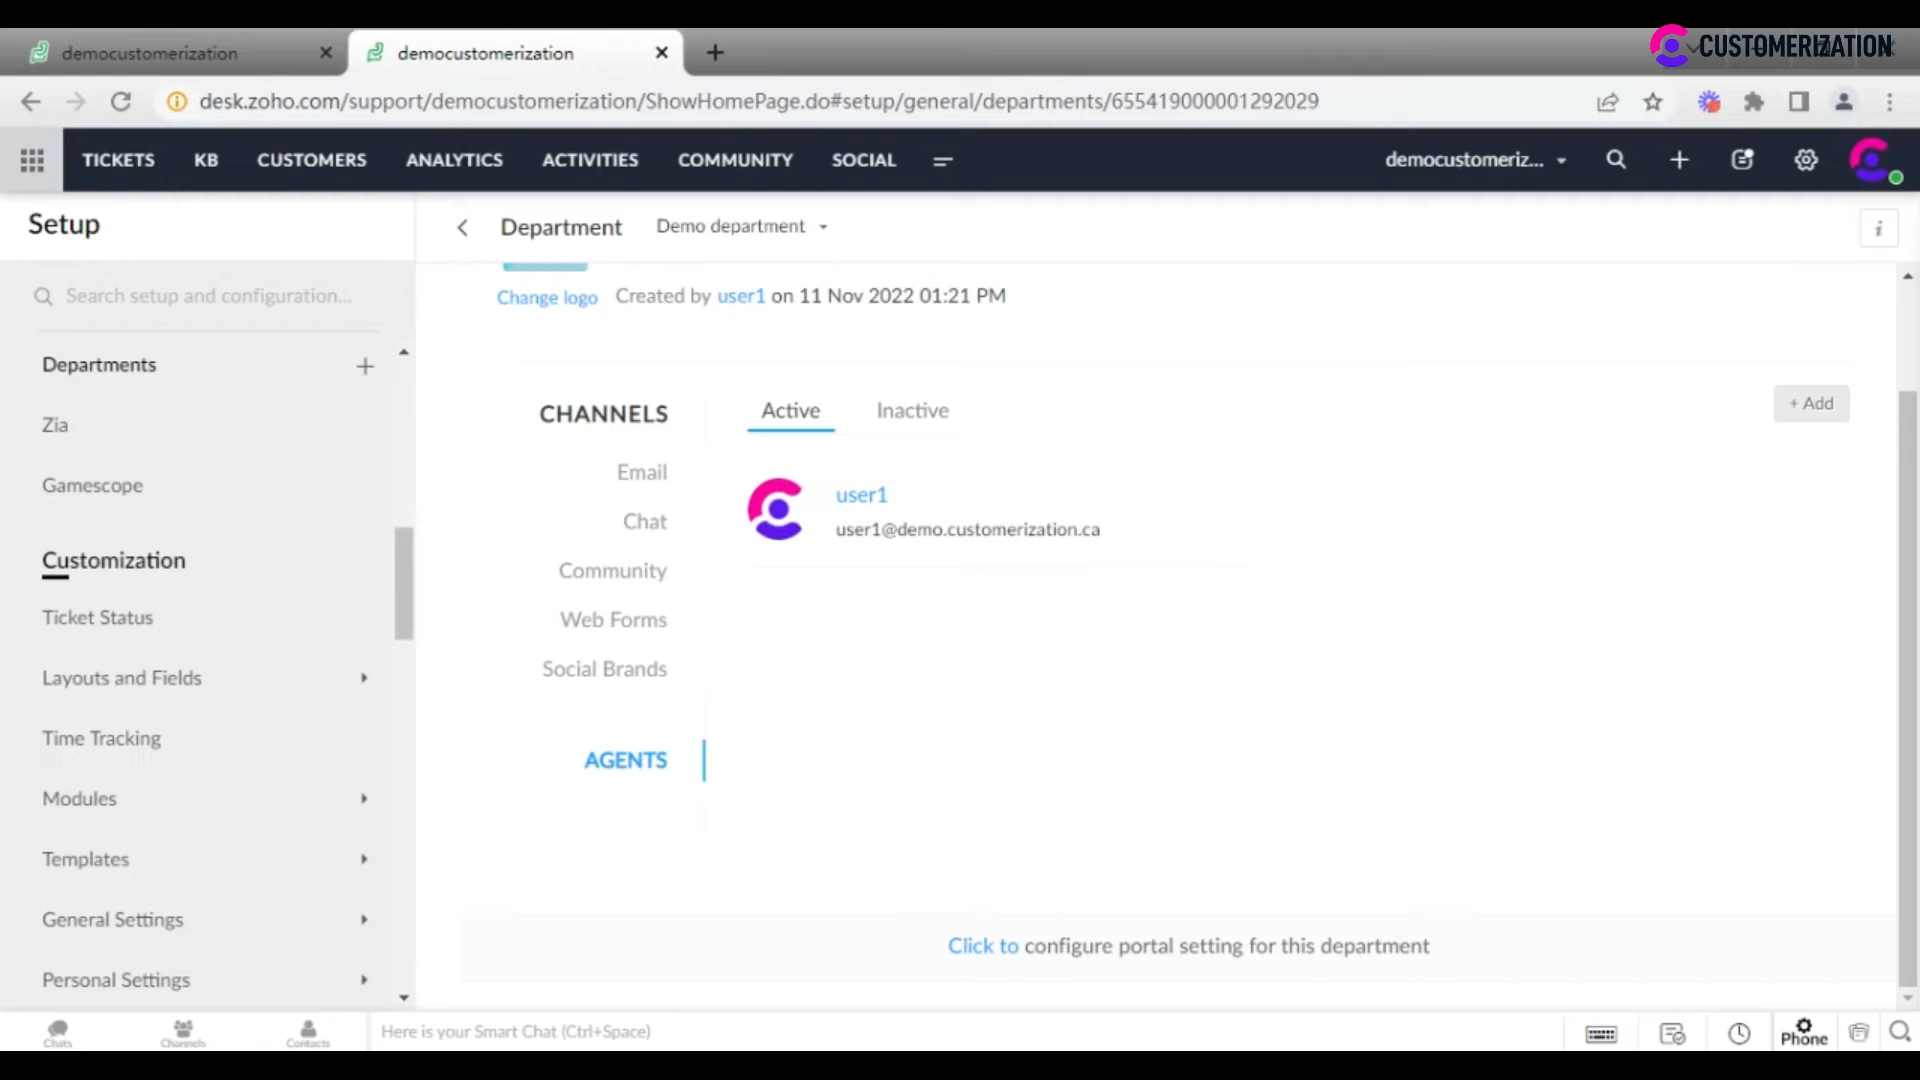 CUSTOMERIZATION
democustomerization
democustomerization
desk.zoho.com/support/democustomerization/ShowHomePage.do#setup/general/departments/655419000001292029
TICKETS KB CUSTOMERS ANALYTICS ACTIVITIES COMMUNITY SOCIAL democustomeriz...
Setup
Department Demo department
Search setup and configuration...
Change logo Created by user1 on 11 Nov 2022 01:21 PM
Departments
Zia
Gamescope
Customization
Ticket Status
Layouts and Fields
Time Tracking
Modules
Templates
General Settings
Personal Settings
CHANNELS
Email
Chat
Community
Web Forms
Social Brands
AGENTS
Active Inactive
+ Add
user1
user1@demo.customerization.ca
Click to configure portal setting for this department
Chats Channels Contacts
Here is your Smart Chat (Ctrl+Space)
Phone